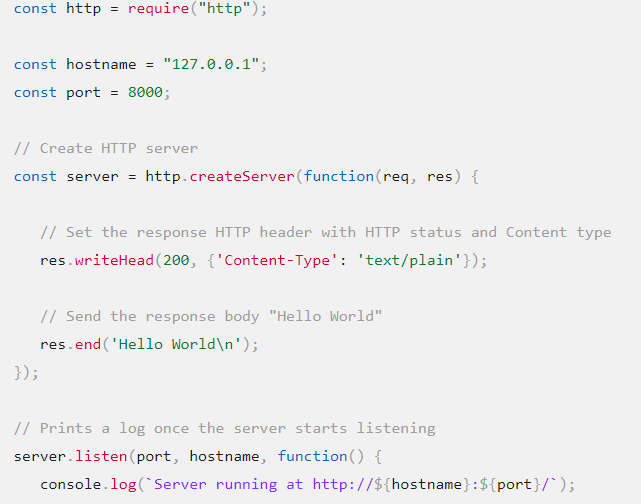 const http = require("http");
const hostname = "127.0.0.1";
const port = 8000;
// Create HTTP server
const server = http.createServer(function(req, res) {
// Set the response HTTP header with HTTP status and Content type
res.writeHead(200, {'Content-Type': 'text/plain'});
// Send the response body "Hello World"
res.end('Hello World\n');
});
// Prints a log once the server starts listening
server.listen(port, hostname, function() {
console.log(`Server running at http://${hostname}:${port}/`);